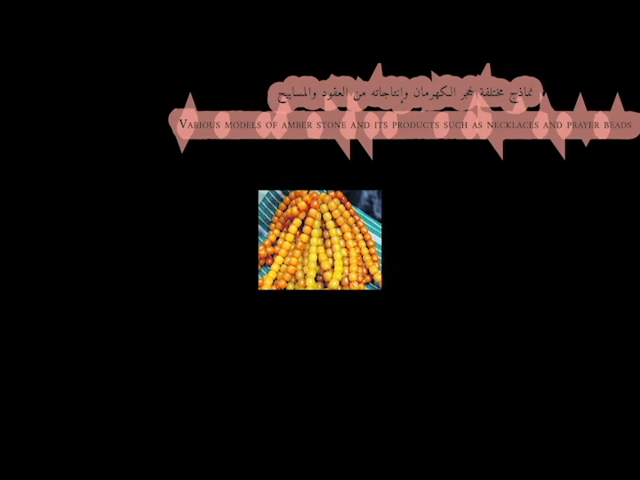 نماذج مختلفة لحجر الكهرمان وإنتاجاته من العقود والمسابيح
Various models of amber stone and its products such as necklaces and prayer beads